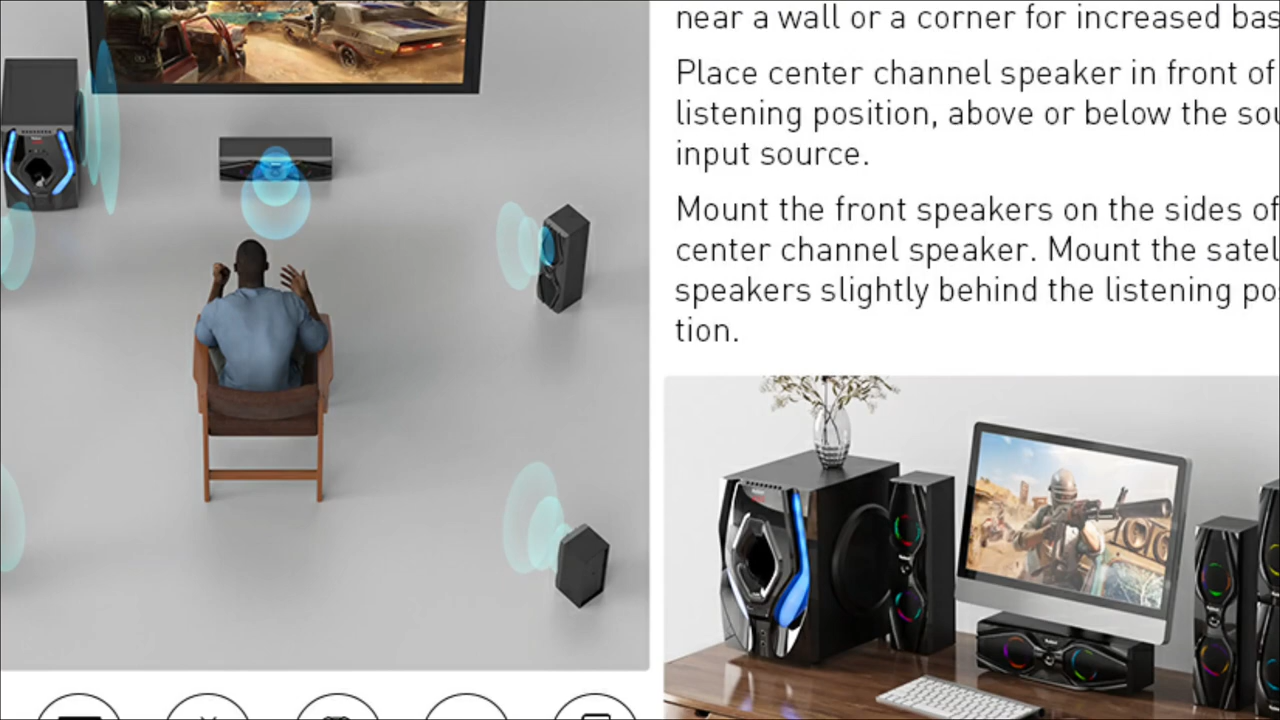 near a wall or a corner for increased bas
Place center channel speaker in front of
listening position, above or below the sou
input source.
Mount the front speakers on the sides of
center channel speaker. Mount the satel
speakers slightly behind the listening po
tion.